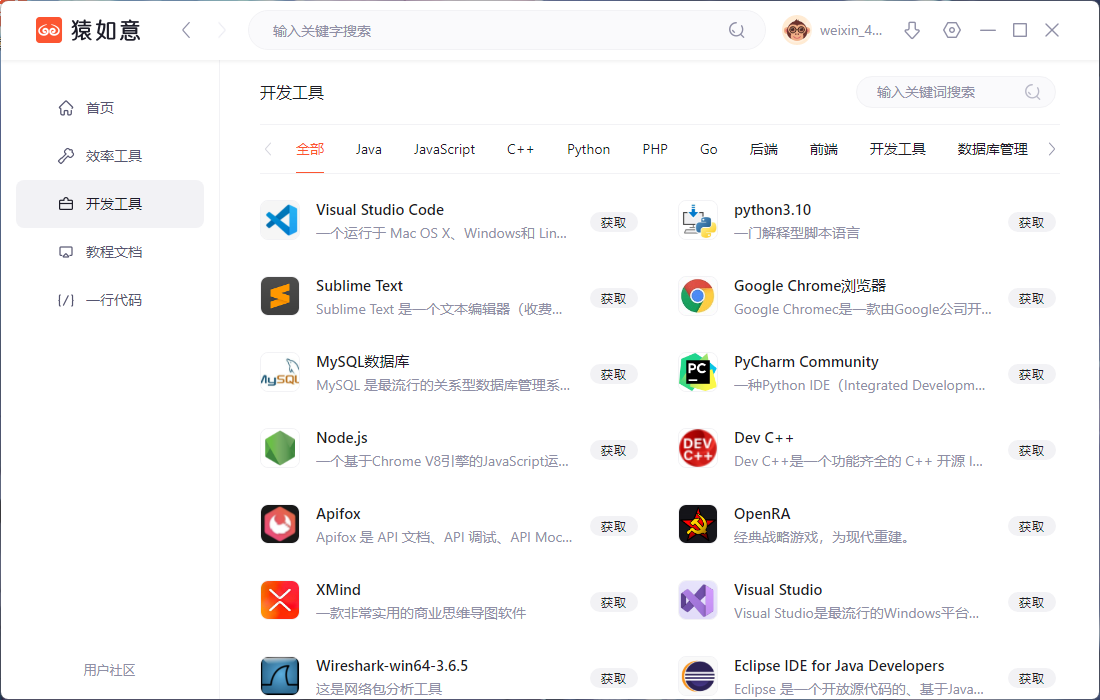 猿如意
输入关键字搜索
weixin_4...
首页
效率工具
开发工具
教程文档
一行代码
用户社区
开发工具
输入关键词搜索
全部 Java JavaScript C++ Python PHP Go 后端 前端 开发工具 数据库管理
Visual Studio Code
一个运行于 Mac OS X、Windows和 Lin...
获取
python3.10
一门解释型脚本语言
获取
Sublime Text
Sublime Text 是一个文本编辑器（收费...
获取
Google Chrome浏览器
Google Chromec是一款由Google公司开...
获取
MySQL
MySQL数据库
MySQL 是最流行的关系型数据库管理系...
获取
PC
PyCharm Community
一种Python IDE（Integrated Developm...
获取
Node.js
一个基于Chrome V8引擎的JavaScript运...
获取
DEV
C++
Dev C++
Dev C++是一个功能齐全的 C++ 开源 I...
获取
Apifox
Apifox 是 API 文档、API 调试、API Moc...
获取
OpenRA
经典战略游戏，为现代重建。
获取
XMind
一款非常实用的商业思维导图软件
获取
Visual Studio
Visual Studio是最流行的Windows平台...
获取
Wireshark-win64-3.6.5
这是网络包分析工具
获取
Eclipse IDE for Java Developers
Eclipse 是一个开放源代码的、基于Java...
获取